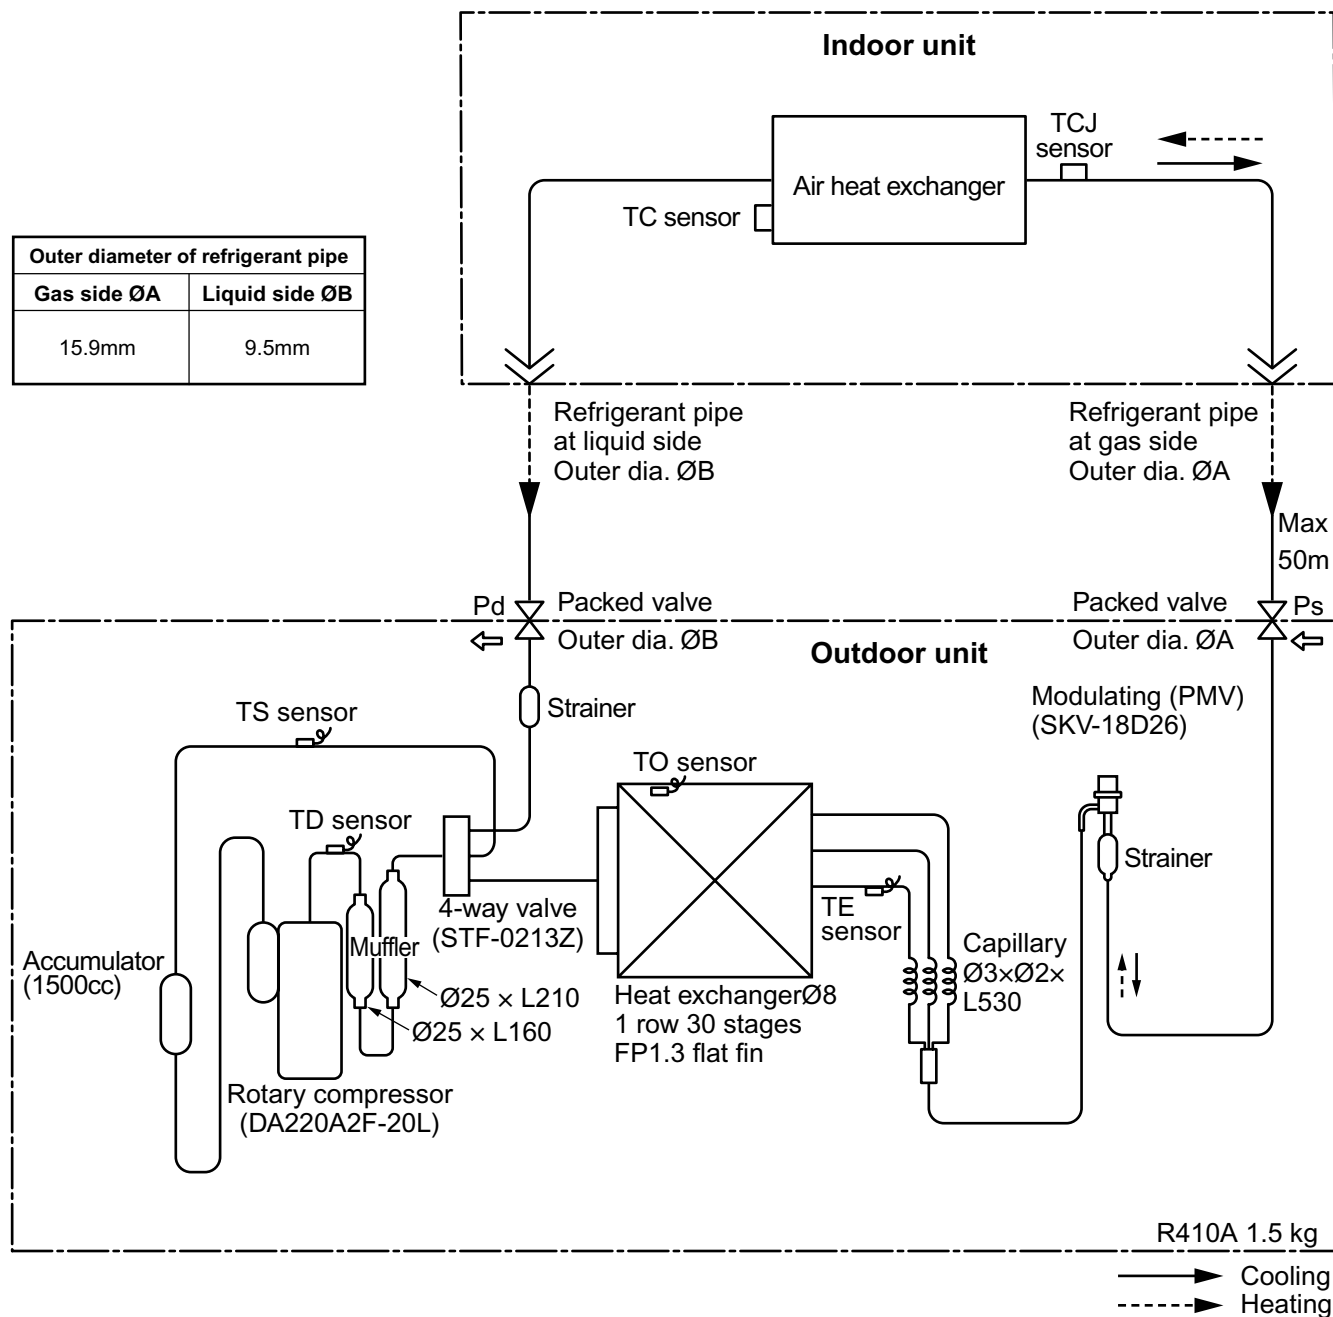 Indoor unit
TCJ
sensor
Air heat exchanger
TC sensor
Outer diameter of refrigerant pipe
Gas side ØA
Liquid side ØB
15.9mm
9.5mm
Refrigerant pipe
at liquid side
Outer dia. ØB
Refrigerant pipe
at gas side
Outer dia. ØA
Max
50m
Pd
Packed valve
Outer dia. ØB
Packed valve
Outer dia. ØA
Ps
Outdoor unit
Strainer
Modulating (PMV)
(SKV-18D26)
TS sensor
TO sensor
TD sensor
Strainer
4-way valve
(STF-0213Z)
TE
sensor
Muffler
Accumulator
(1500cc)
Capillary
Ø3×Ø2×
L530
Ø25 × L210
Ø25 × L160
Heat exchangerØ8
1 row 30 stages
FP1.3 flat fin
Rotary compressor
(DA220A2F-20L)
R410A 1.5 kg
Cooling
Heating